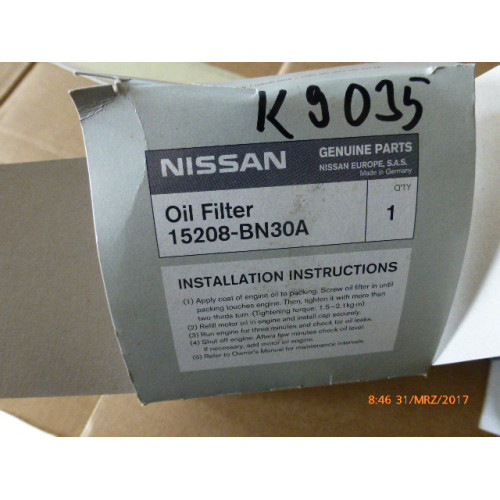 K9035
NISSAN
GENUINE PARTS
NISSAN EUROPE, S.A.S.
Made in Germany
Oil Filter
15208-BN30A
Q'TY
1
INSTALLATION INSTRUCTIONS
(1) Apply coat of engine oil to packing. Screw oil filter in until
packing touches engine. Then, tighten it with more than
two thirds turn. (Tightening torque: 1.5~2.1kg·m)
(2) Refill motor oil in engine and install cap securely.
(3) Run engine for three minutes and check for oil leaks.
(4) Shut off engine. After a few minutes check oil level.
If necessary, add motor oil engine.
(5) Refer to Owner's Manual for maintenance intervals.
8:46 31/MRZ/2017